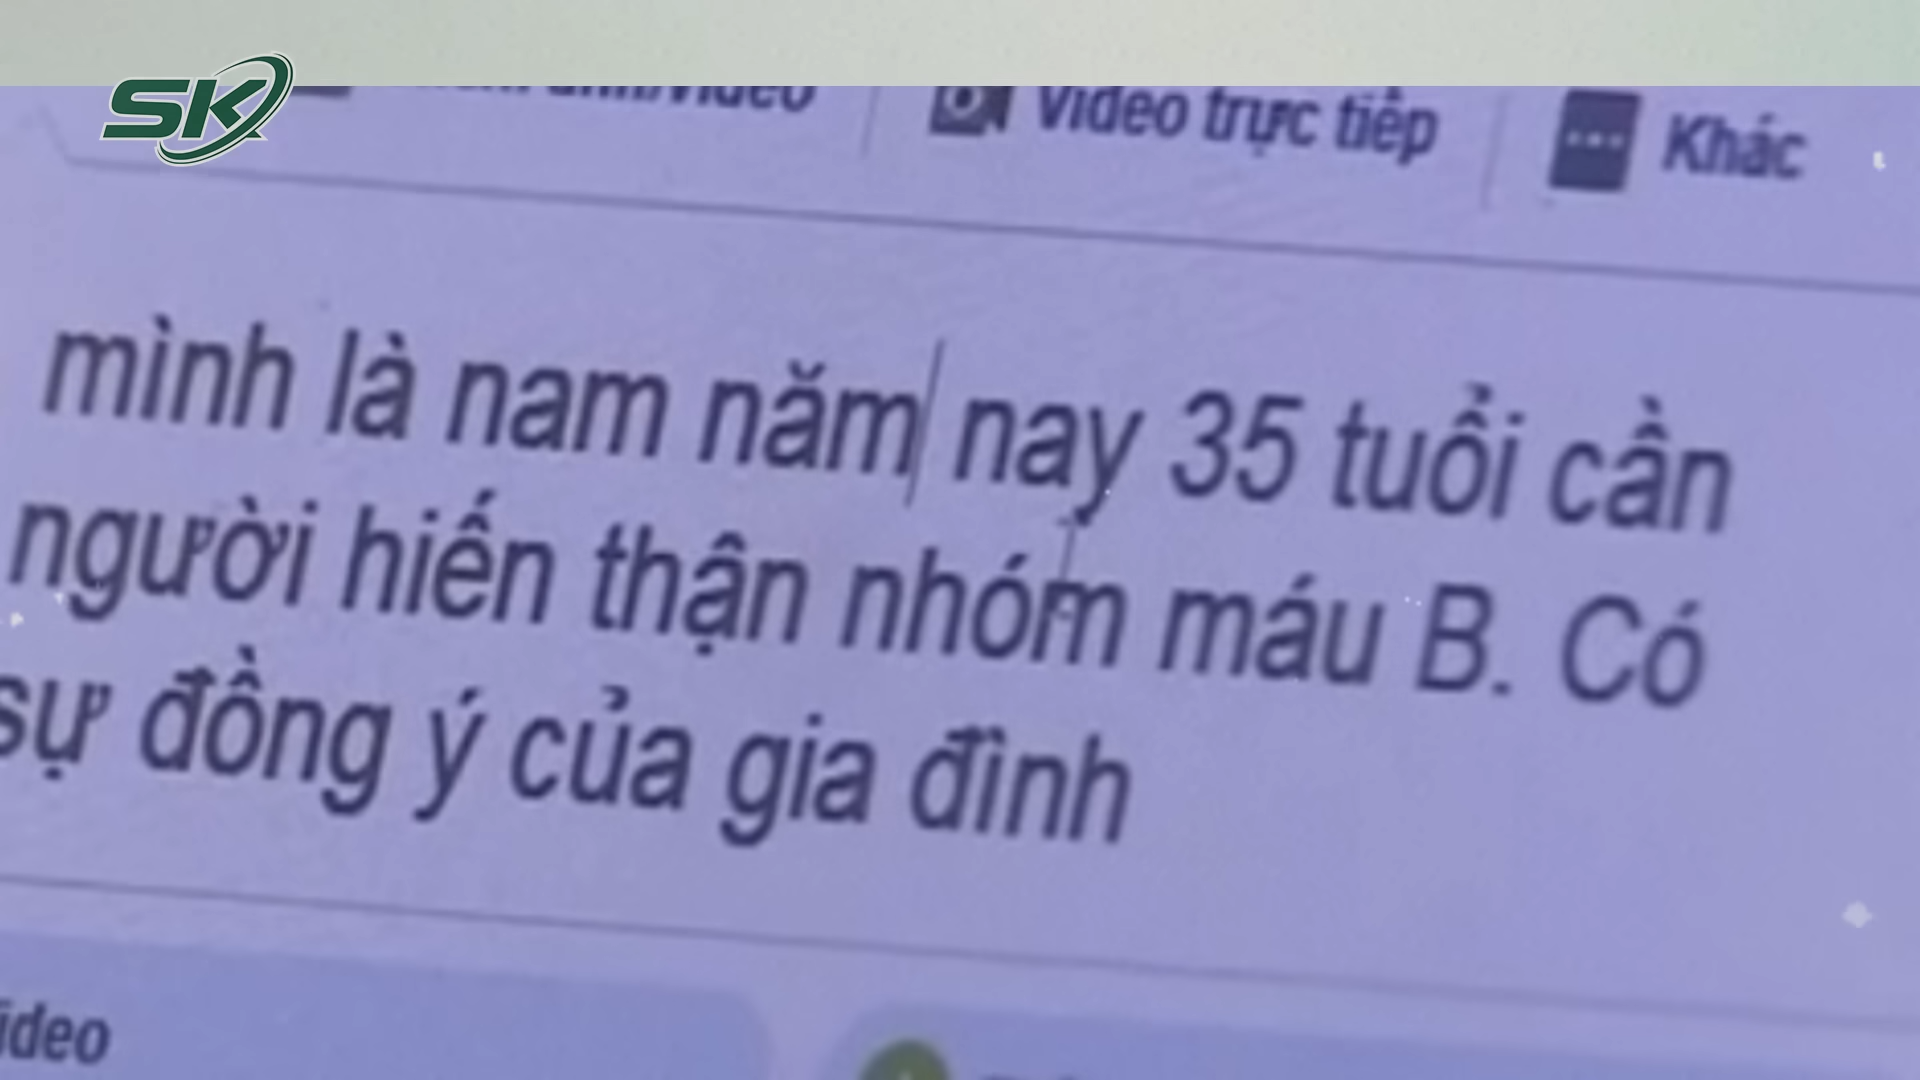 SK
Video trực tiếp
Khác
mình là nam năm nay 35 tuổi cần
người hiến thận nhóm máu B. Có
sự đồng ý của gia đình